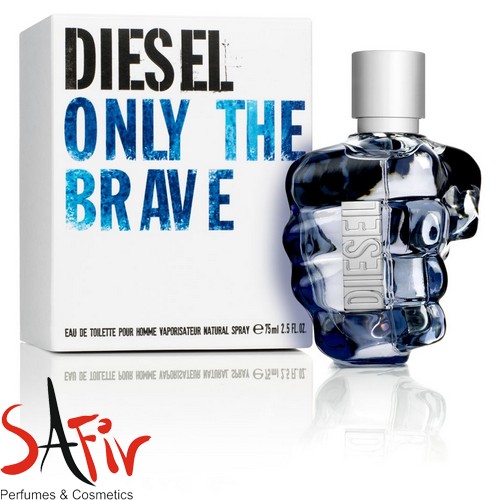 DIESEL
ONLY THE
BRAVE
DIESEL
EAU DE TOILETTE POUR HOMME VAPORISATEUR NATURAL SPRAY ℮ 75 ml 2.5 FL.OZ.
SAFIR
Perfumes & Cosmetics